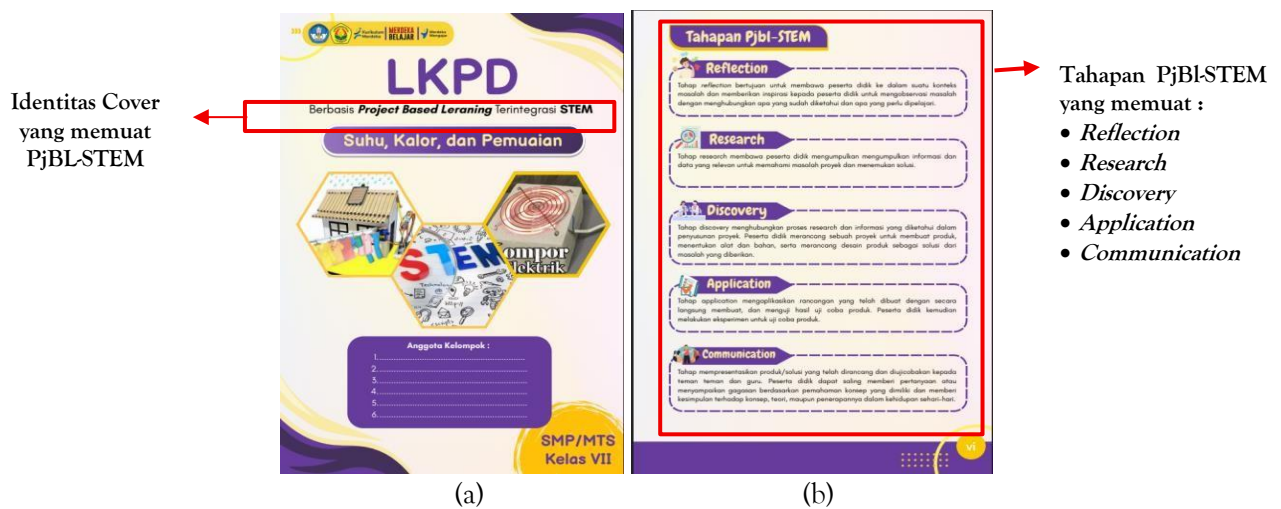 Identitas Cover
yang memuat
PjBL-STEM
Kurikulum
Merdeka
MERDEKA
BELAJAR
Merdeka
Mengajar
LKPD
Berbasis Project Based Leraning Terintegrasi STEM
Suhu, Kalor, dan Pemuaian
STEM
ompor
lektrik
Anggota Kelompok :
1.
2.
3.
4.
5.
6.
SMP/MTS
Kelas VII
(a)
Tahapan Pjbl-STEM
Reflection
Tahap reflection bertujuan untuk membawa peserta didik ke dalam suatu konteks
masalah dan memberikan inspirasi kepada peserta didik untuk mengobservasi masalah
dengan menghubungkan apa yang sudah diketahui dan apa yang perlu dipelajari.
Research
Tahap research membawa peserta didik mengumpulkan mengumpulkan informasi dan
data yang relevan untuk memahami masalah proyek dan menemukan solusi.
Discovery
Tahap discovery menghubungkan proses research dan informasi yang diketahui dalam
penyusunan proyek. Peserta didik merancang sebuah proyek untuk membuat produk,
menentukan alat dan bahan, serta merancang desain produk sebagai solusi dari
masalah yang diberikan.
Application
Tahap application mengaplikasikan rancangan yang telah dibuat dengan secara
langsung membuat, dan menguji hasil uji coba produk. Peserta didik kemudian
melakukan eksperimen untuk uji coba produk.
Communication
Tahap mempresentasikan produk/solusi yang telah dirancang dan diujicobakan kepada
teman teman dan guru. Peserta didik dapat saling memberi pertanyaan atau
menyampaikan gagasan berdasarkan pemahaman konsep yang dimiliki dan memberi
kesimpulan terhadap konsep, teori, maupun penerapannya dalam kehidupan sehari-hari.
vi
(b)
Tahapan PjBl-STEM
yang memuat :
• Reflection
• Research
• Discovery
• Application
• Communication